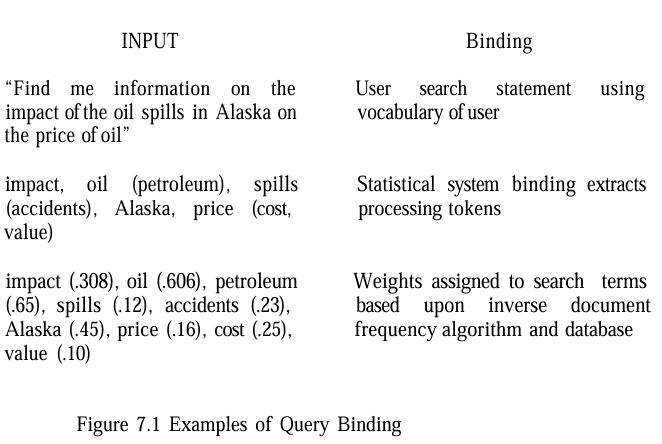 INPUT
Binding
“Find me information on the
impact of the oil spills in Alaska on
the price of oil”
User search statement using
vocabulary of user
impact, oil (petroleum), spills
(accidents), Alaska, price (cost,
value)
Statistical system binding extracts
processing tokens
impact (.308), oil (.606), petroleum
(.65), spills (.12), accidents (.23),
Alaska (.45), price (.16), cost (.25),
value (.10)
Weights assigned to search terms
based upon inverse document
frequency algorithm and database
Figure 7.1 Examples of Query Binding